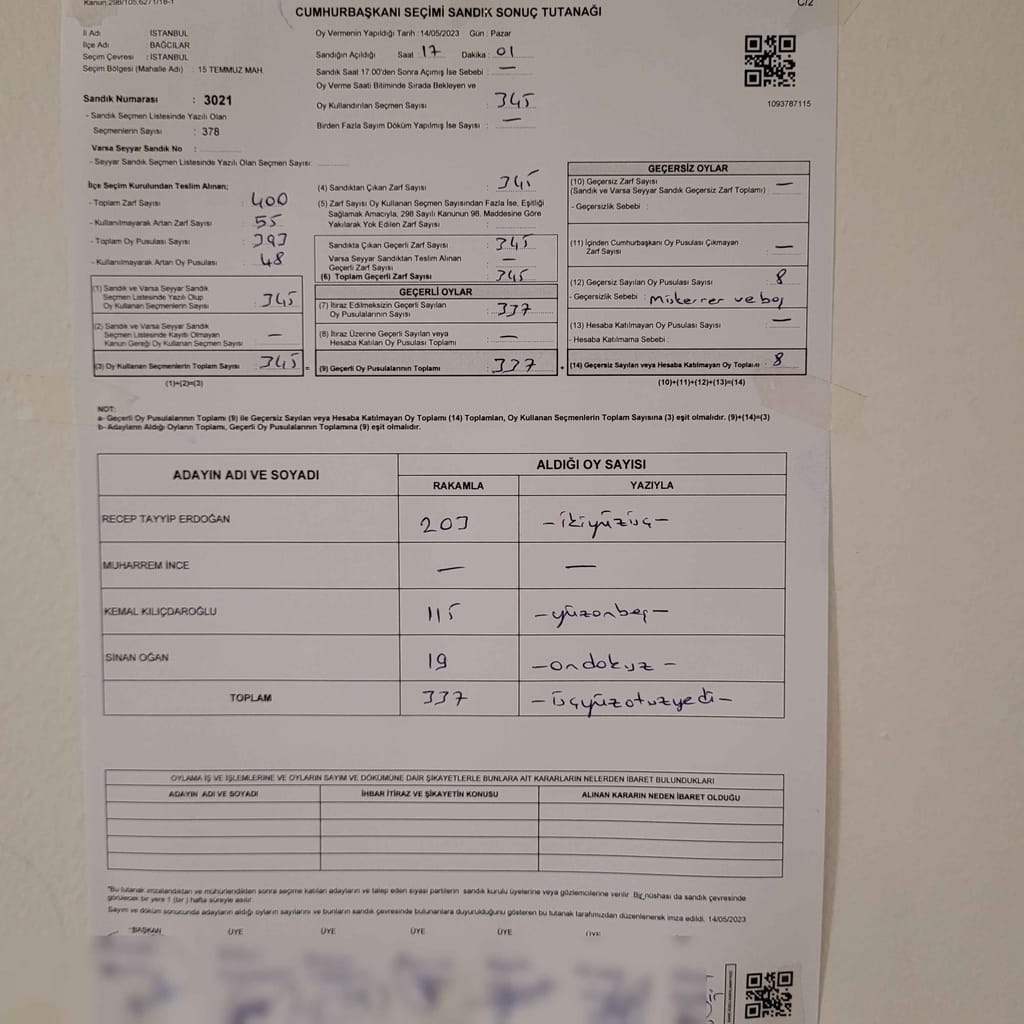 Kanun,298/105,6271/18-1
C/2
CUMHURBAŞKANI SEÇİMİ SANDIK SONUÇ TUTANAĞI
İl Adı : İSTANBUL
İlçe Adı : BAĞCILAR
Seçim Çevresi : İSTANBUL
Seçim Bölgesi (Mahalle Adı) : 15 TEMMUZ MAH.
Sandık Numarası : 3021
- Sandık Seçmen Listesinde Yazılı Olan
Seçmenlerin Sayısı : 378
Varsa Seyyar Sandık No :
- Seyyar Sandık Seçmen Listesinde Yazılı Olan Seçmen Sayısı:
Oy Vermenin Yapıldığı Tarih : 14/05/2023 Gün : Pazar
Sandığın Açıldığı Saat : 17 Dakika : 01
Sandık Saat 17.00'den Sonra Açımış İse Sebebi : —
Oy Verme Saati Bitiminde Sırada Bekleyen ve
Oy Kullandırılan Seçmen Sayısı : 345
Birden Fazla Sayım Döküm Yapılmış İse Sayısı : —
1093787115
İlçe Seçim Kurulundan Teslim Alınan;
- Toplam Zarf Sayısı : 400
- Kullanılmayarak Artan Zarf Sayısı : 55
- Toplam Oy Pusulası Sayısı : 393
- Kullanılmayarak Artan Oy Pusulası : 48
(1) Sandık ve Varsa Seyyar Sandık
Seçmen Listesinde Yazılı Olup
Oy Kullanan Seçmenlerin Sayısı : 345
(2) Sandık ve Varsa Seyyar Sandık
Seçmen Listesinde Kayıtlı Olmayan
Kanun Gereği Oy Kullanan Seçmen Sayısı : —
(3) Oy Kullanan Seçmenlerin Toplam Sayısı : 345 =
(1)+(2)=(3)
(4) Sandıktan Çıkan Zarf Sayısı : 345
(5) Zarf Sayısı Oy Kullanan Seçmen Sayısından Fazla İse, Eşitliği
Sağlamak Amacıyla, 298 Sayılı Kanunun 98. Maddesine Göre
Yakılarak Yok Edilen Zarf Sayısı :
Sandıkta Çıkan Geçerli Zarf Sayısı : 345
Varsa Seyyar Sandıktan Teslim Alınan
Geçerli Zarf Sayısı : —
(6) Toplam Geçerli Zarf Sayısı : 345
GEÇERLİ OYLAR
(7) İtiraz Edilmeksizin Geçerli Sayılan
Oy Pusulalarının Sayısı : 337
(8) İtiraz Üzerine Geçerli Sayılan veya
Hesaba Katılan Oy Pusulası Toplamı : —
(9) Geçerli Oy Pusulalarının Toplamı : 337 +
GEÇERSİZ OYLAR
(10) Geçersiz Zarf Sayısı
(Sandık ve Varsa Seyyar Sandık Geçersiz Zarf Toplamı) : —
- Geçersizlik Sebebi :
(11) İçinden Cumhurbaşkanı Oy Pusulası Çıkmayan
Zarf Sayısı : —
(12) Geçersiz Oy Pusulası Sayısı : 8
- Geçersizlik Sebebi : Mükerrer ve boş
(13) Hesaba Katılmayan Oy Pusulası Sayısı : —
- Hesaba Katılmama Sebebi :
(14) Geçersiz Sayılan veya Hesaba Katılmayan Oy Toplamı : 8
(10)+(11)+(12)+(13)=(14)
NOT:
a- Geçerli Oy Pusulalarının Toplamı (9) ile Geçersiz Sayılan veya Hesaba Katılmayan Oy Toplamı (14) Toplamları, Oy Kullanan Seçmenlerin Toplam Sayısına (3) eşit olmalıdır. (9)+(14)=(3)
b- Adayların Aldığı Oyların Toplamı, Geçerli Oy Pusulalarının Toplamına (9) eşit olmalıdır.
ADAYIN ADI VE SOYADI
ALDIĞI OY SAYISI
RAKAMLA YAZIYLA
RECEP TAYYİP ERDOĞAN 203 - ikiyüzüç -
MUHARREM İNCE — —
KEMAL KILIÇDAROĞLU 115 - yüzonbeş -
SİNAN OĞAN 19 - ondokuz -
TOPLAM 337 - üçyüzotuzyedi -
OYLAMA İŞ VE İŞLEMLERİNE VE OYLARIN SAYIM VE DÖKÜMÜNE DAİR ŞİKAYETLERLE BUNLARA AİT KARARLARIN NELERDEN İBARET BULUNDUKLARI
ADAYIN ADI VE SOYADI İHBAR İTİRAZ VE ŞİKAYETİN KONUSU ALINAN KARARIN NEDEN İBARET OLDUĞU
"Bu tutanak imzalandıktan ve mühürlendikten sonra seçime katılan adayların ve talep eden siyasi partilerin sandık kurulu üyelerine veya gözlemcilerine verilir. Bir nüshası da sandık çevresinde
görülecek bir yere 1 (bir) hafta süreyle asılır.
Sayım ve döküm sonucunda adayların aldığı oyların sayılarını ve bunların sandık çevresinde bulunanlara duyurulduğunu gösteren bu tutanak tarafımızdan düzenlenerek imza edildi. 14/05/2023
BAŞKAN ÜYE ÜYE ÜYE ÜYE ÜYE